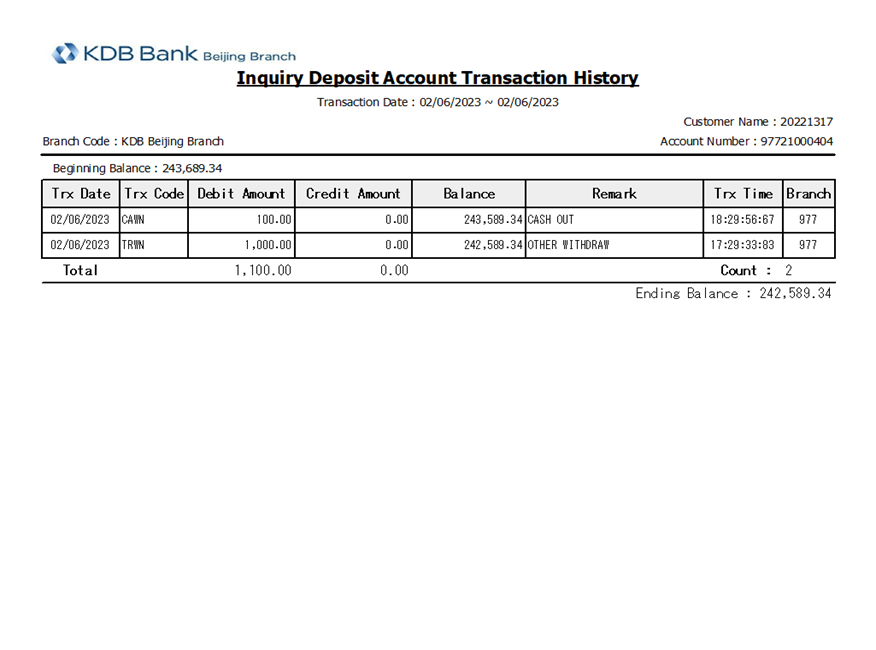 KDB Bank Beijing Branch
Inquiry Deposit Account Transaction History
Transaction Date : 02/06/2023 ~ 02/06/2023
Customer Name : 20221317
Branch Code : KDB Beijing Branch Account Number : 97721000404
Beginning Balance : 243,689.34
Trx Date Trx Code Debit Amount Credit Amount Balance Remark Trx Time Branch
02/06/2023 CAWN 100.00 0.00 243,589.34 CASH OUT 18:29:56:67 977
02/06/2023 TRWN 1,000.00 0.00 242,589.34 OTHER WITHDRAW 17:29:33:83 977
Total 1,100.00 0.00 Count : 2
Ending Balance : 242,589.34